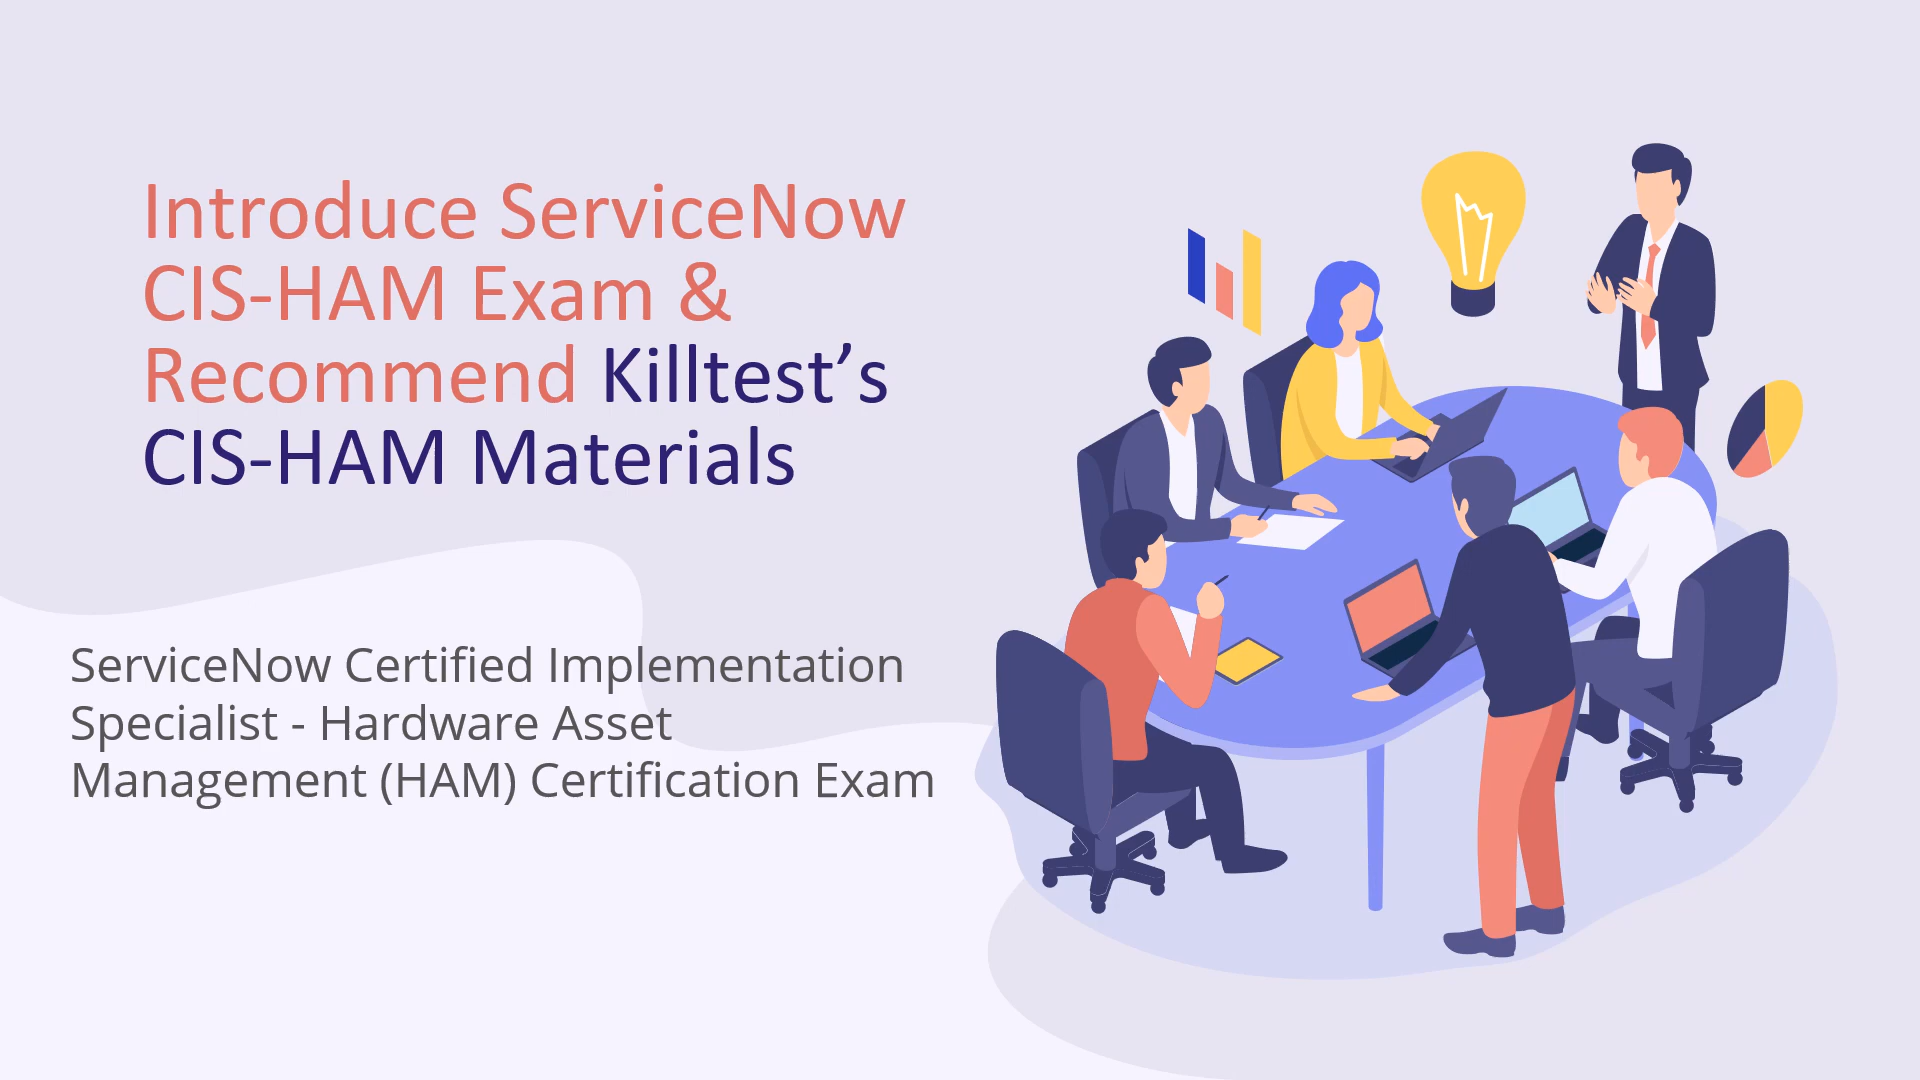 Introduce ServiceNow
CIS-HAM Exam &
Recommend Killtest’s
CIS-HAM Materials
ServiceNow Certified Implementation
Specialist - Hardware Asset
Management (HAM) Certification Exam